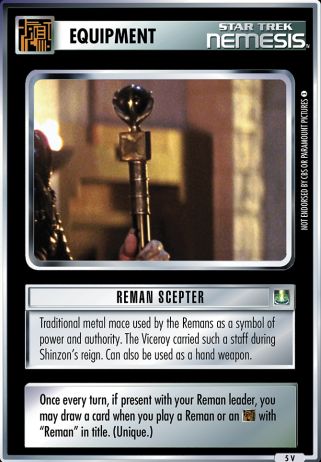 EQUIPMENT
STAR TREK
NEMESIS
NOT ENDORSED BY CBS OR PARAMOUNT PICTURES
REMAN SCEPTER
Traditional metal mace used by the Remans as a symbol of
power and authority. The Viceroy carried such a staff during
Shinzon's reign. Can also be used as a hand weapon.
Once every turn, if present with your Reman leader, you
may draw a card when you play a Reman or an
with
"Reman" in title. (Unique.)
5 V